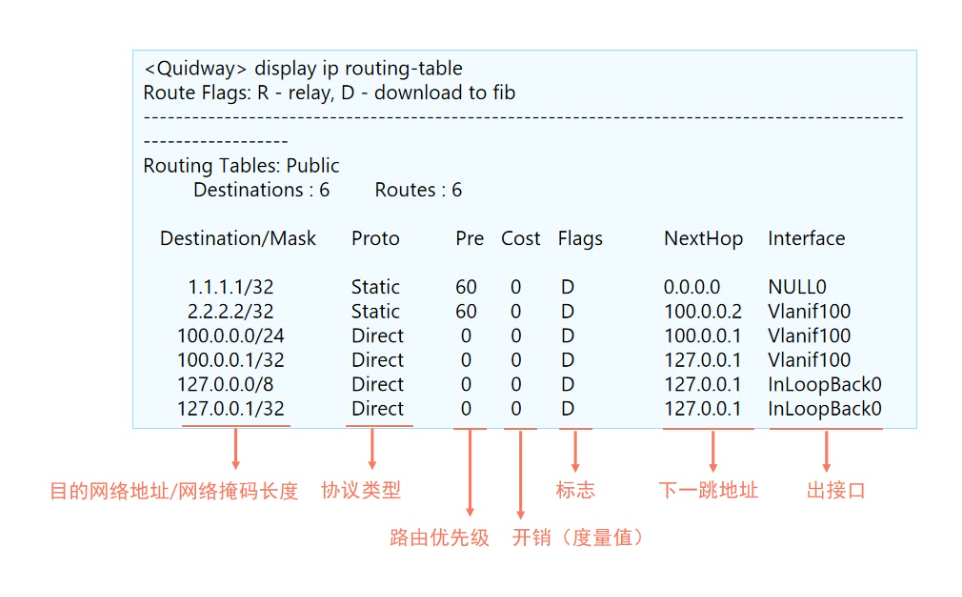 <Quidway> display ip routing-table
Route Flags: R - relay, D - download to fib
----------------------------------------------------------------------------------------------
------------------
Routing Tables: Public
Destinations : 6 Routes : 6
Destination/Mask Proto Pre Cost Flags NextHop Interface
1.1.1.1/32 Static 60 0 D 0.0.0.0 NULL0
2.2.2.2/32 Static 60 0 D 100.0.0.2 Vlanif100
100.0.0.0/24 Direct 0 0 D 100.0.0.1 Vlanif100
100.0.0.1/32 Direct 0 0 D 127.0.0.1 Vlanif100
127.0.0.0/8 Direct 0 0 D 127.0.0.1 InLoopBack0
127.0.0.1/32 Direct 0 0 D 127.0.0.1 InLoopBack0
目的网络地址/网络掩码长度 协议类型 标志 下一跳地址 出接口
路由优先级 开销（度量值）